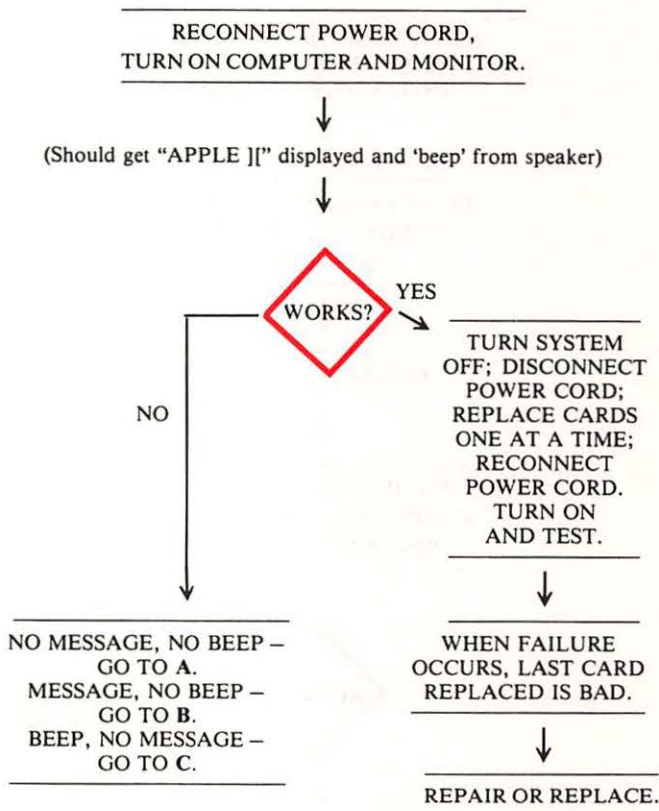 RECONNECT POWER CORD,
TURN ON COMPUTER AND MONITOR.
(Should get “APPLE ][” displayed and ‘beep’ from speaker)
WORKS?
YES
TURN SYSTEM
OFF; DISCONNECT
POWER CORD;
REPLACE CARDS
ONE AT A TIME;
RECONNECT
POWER CORD.
TURN ON
AND TEST.
WHEN FAILURE
OCCURS, LAST CARD
REPLACED IS BAD.
REPAIR OR REPLACE.
NO
NO MESSAGE, NO BEEP –
GO TO A.
MESSAGE, NO BEEP –
GO TO B.
BEEP, NO MESSAGE –
GO TO C.